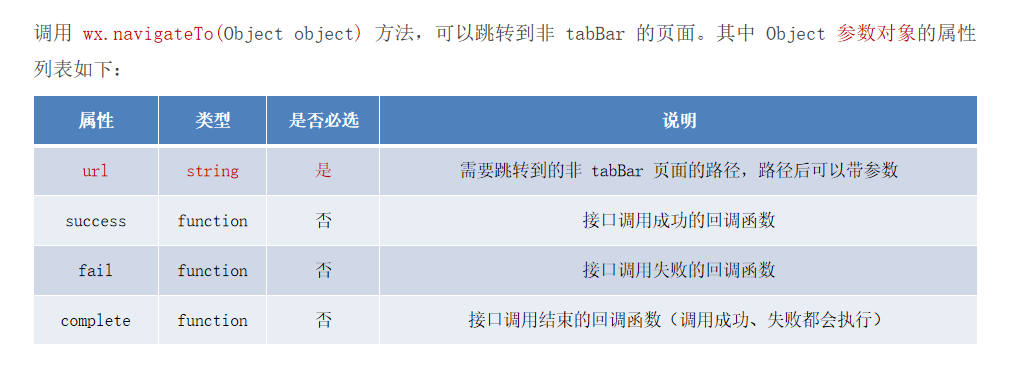 调用 wx.navigateTo(Object object) 方法，可以跳转到非 tabBar 的页面。其中 Object 参数对象的属性
列表如下：
属性 类型 是否必选 说明
url string 是 需要跳转到的非 tabBar 页面的路径，路径后可以带参数
success function 否 接口调用成功的回调函数
fail function 否 接口调用失败的回调函数
complete function 否 接口调用结束的回调函数（调用成功、失败都会执行）